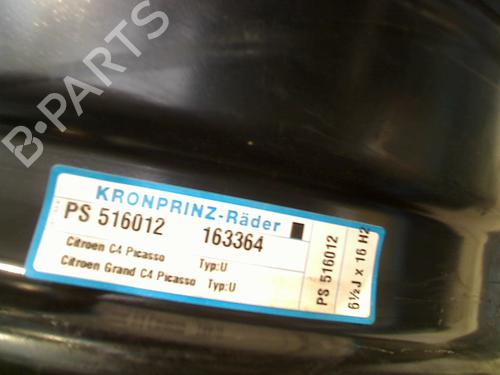 B-PARTS
KRONPRINZ-Räder
PS 516012 163364
Citroen C4 Picasso Typ:U
Citroen Grand C4 Picasso Typ:U
PS 516012
6½J x 16 H2